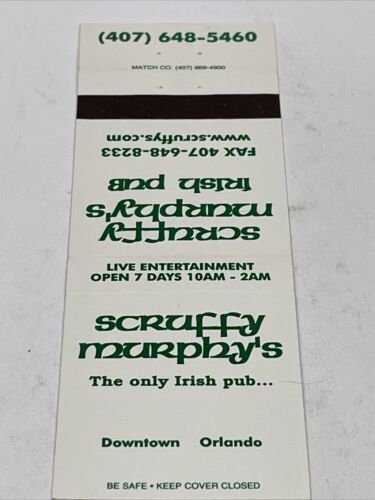 (407) 648-5460
MATCH CO. (407) 869-4900
www.scruffys.com
FAX 407-648-8233
Irish pub
murphy's
scruffy
LIVE ENTERTAINMENT
OPEN 7 DAYS 10AM - 2AM
scruffy
murphy's
The only Irish pub...
Downtown Orlando
BE SAFE • KEEP COVER CLOSED